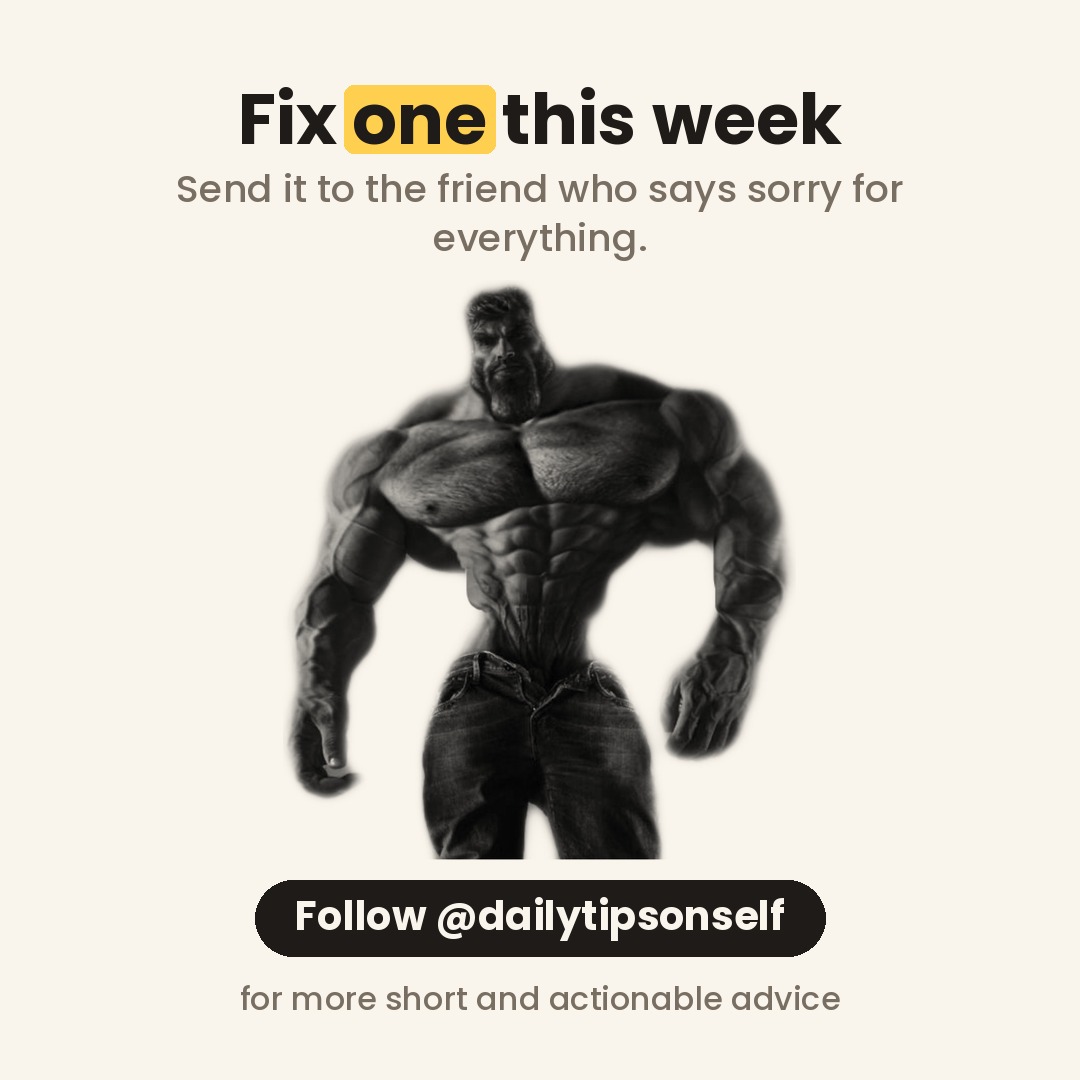 Fix one this week
Send it to the friend who says sorry for
everything.
Follow @dailytipsonself
for more short and actionable advice